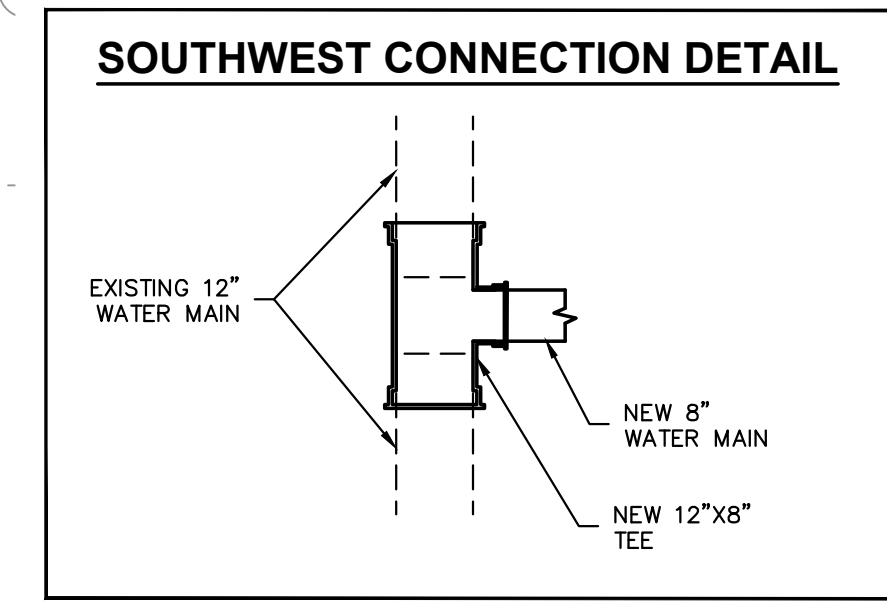 SOUTHWEST CONNECTION DETAIL
EXISTING 12"
WATER MAIN
NEW 8"
WATER MAIN
NEW 12"X8"
TEE